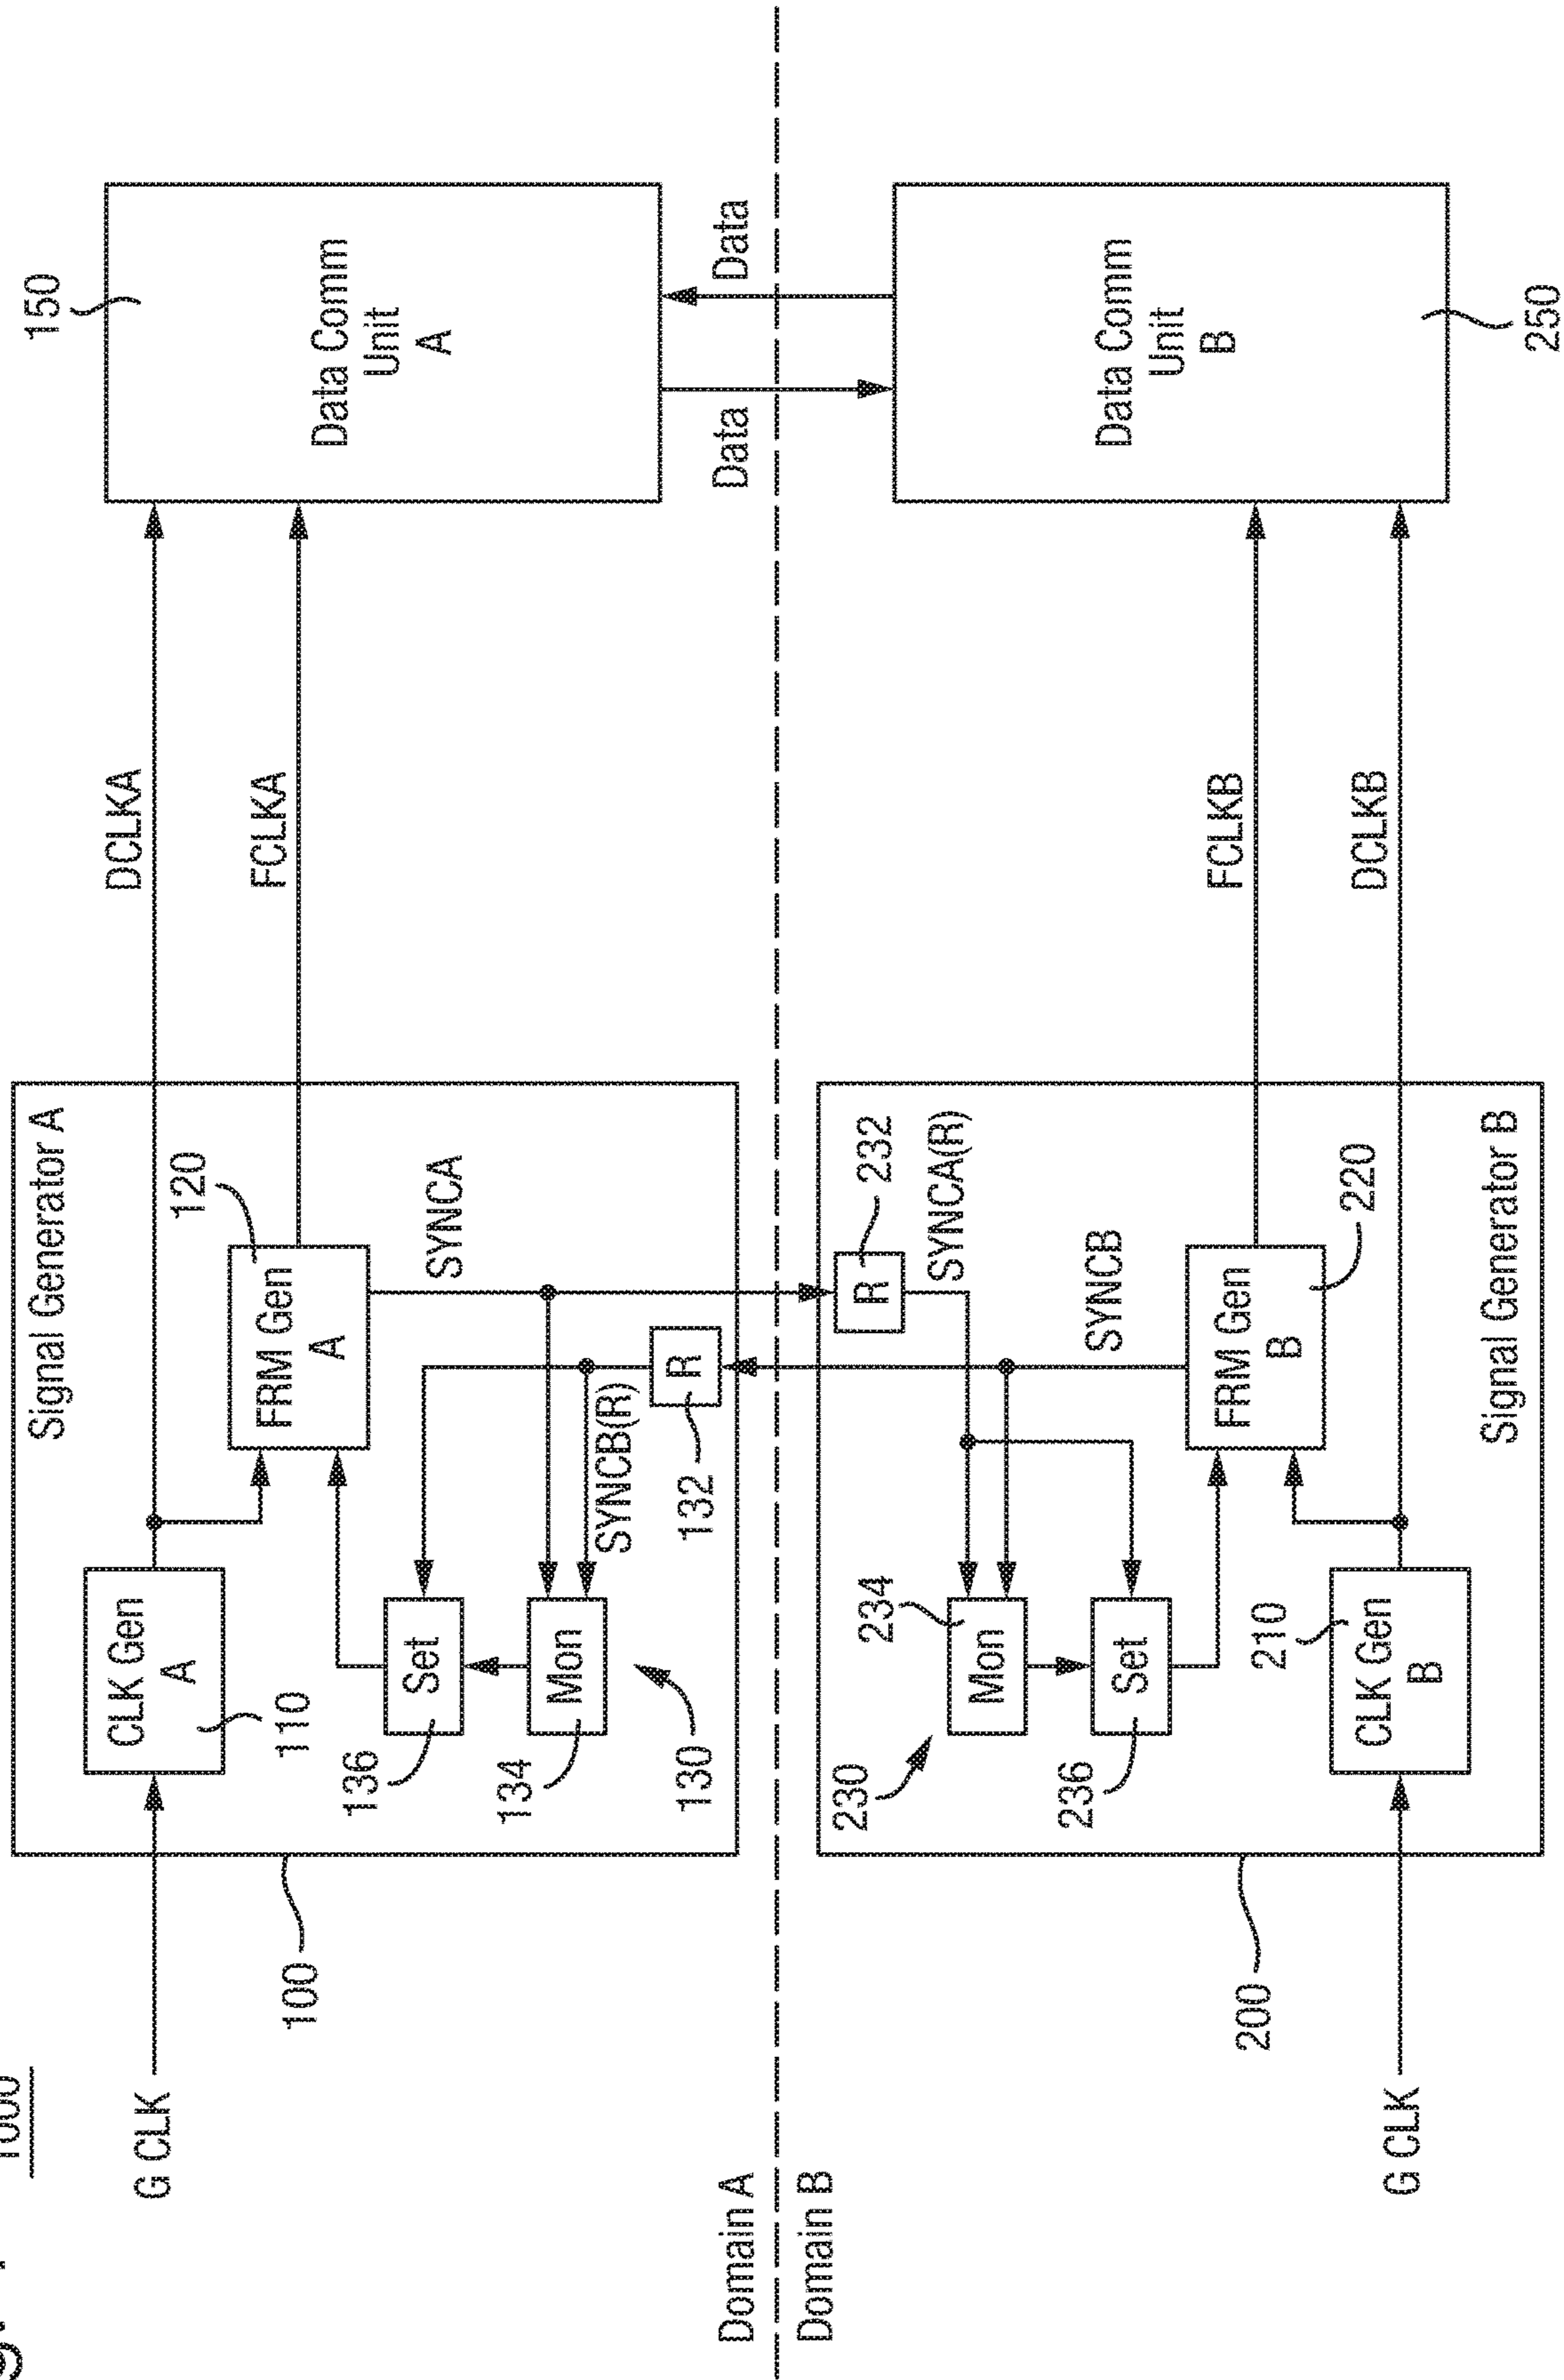 1000
G CLK
100
Signal Generator A
CLK Gen
A
110
120
FRM Gen
A
DCLKA
FCLKA
150
Data Comm
Unit
A
136
Set
134
Mon
130
SYNCA
SYNCB(R)
132
R
Data
Data
Domain A
Domain B
R
232
SYNCA(R)
234
Mon
230
236
Set
SYNCB
FRM Gen
B
220
210
CLK Gen
B
Signal Generator B
200
G CLK
FCLKB
DCLKB
Data Comm
Unit
B
250